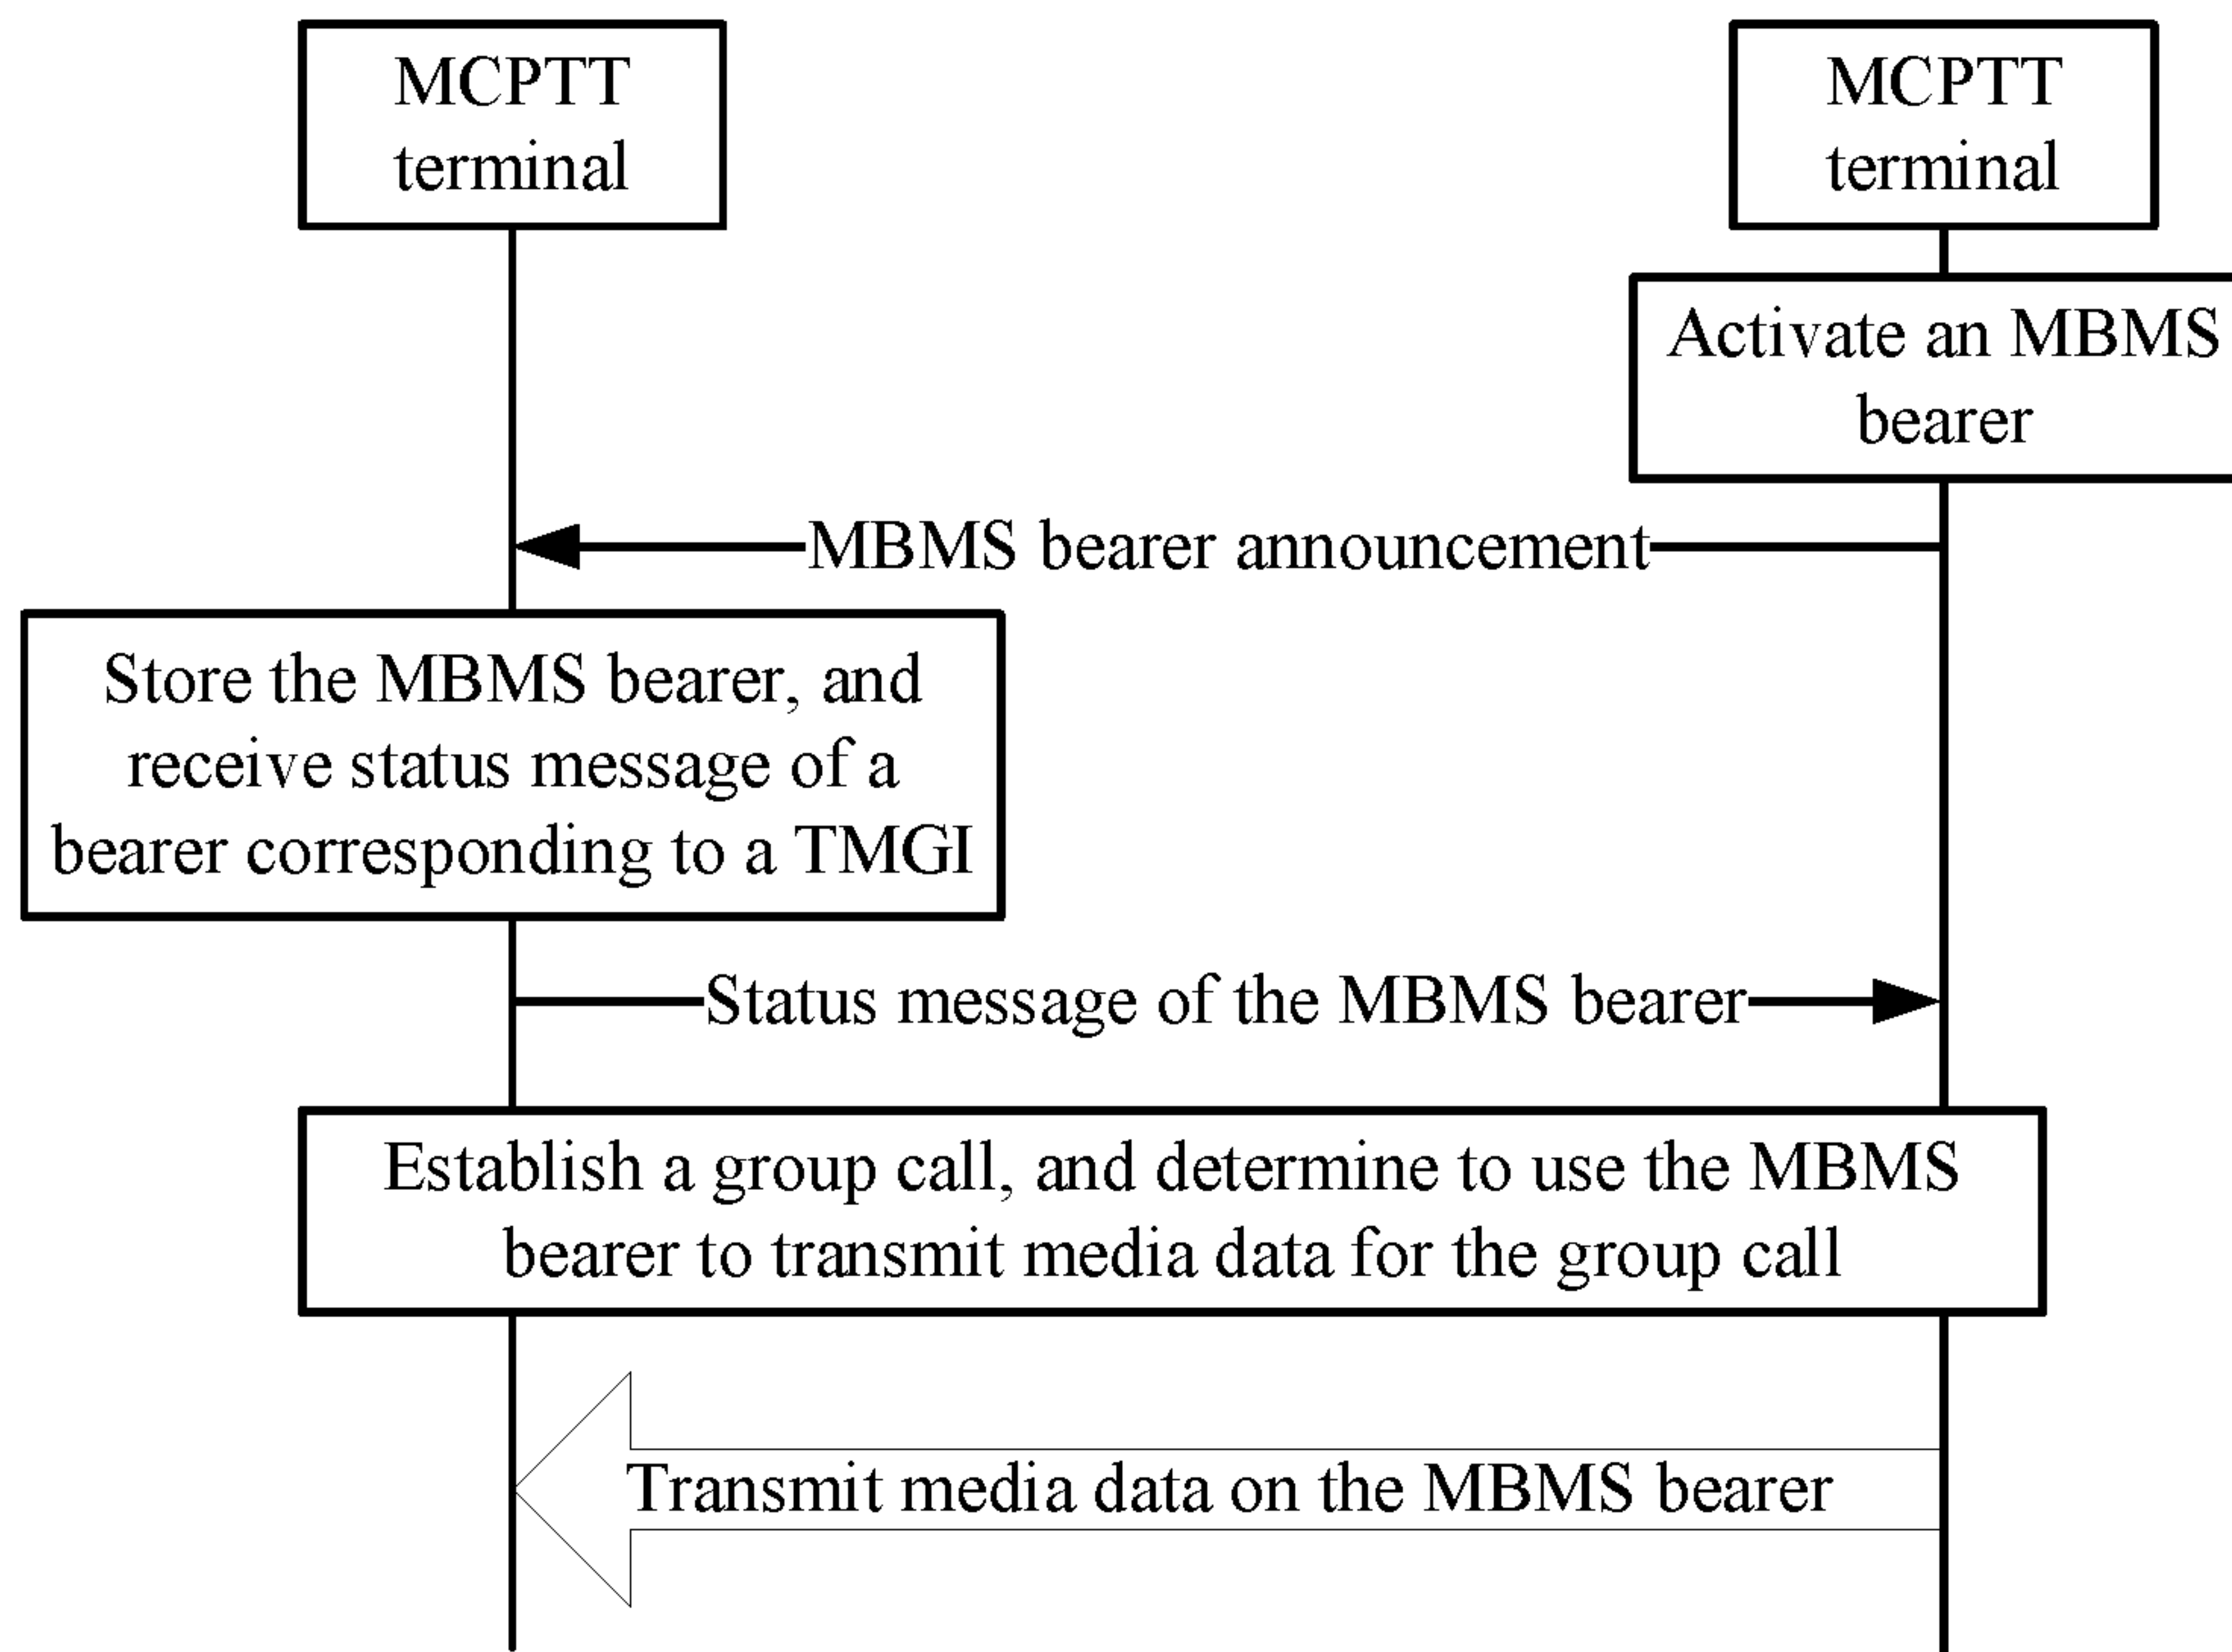 MCPTT
terminal
MCPTT
terminal
Activate an MBMS
bearer
MBMS bearer announcement
Store the MBMS bearer, and
receive status message of a
bearer corresponding to a TMGI
Status message of the MBMS bearer
Establish a group call, and determine to use the MBMS
bearer to transmit media data for the group call
Transmit media data on the MBMS bearer